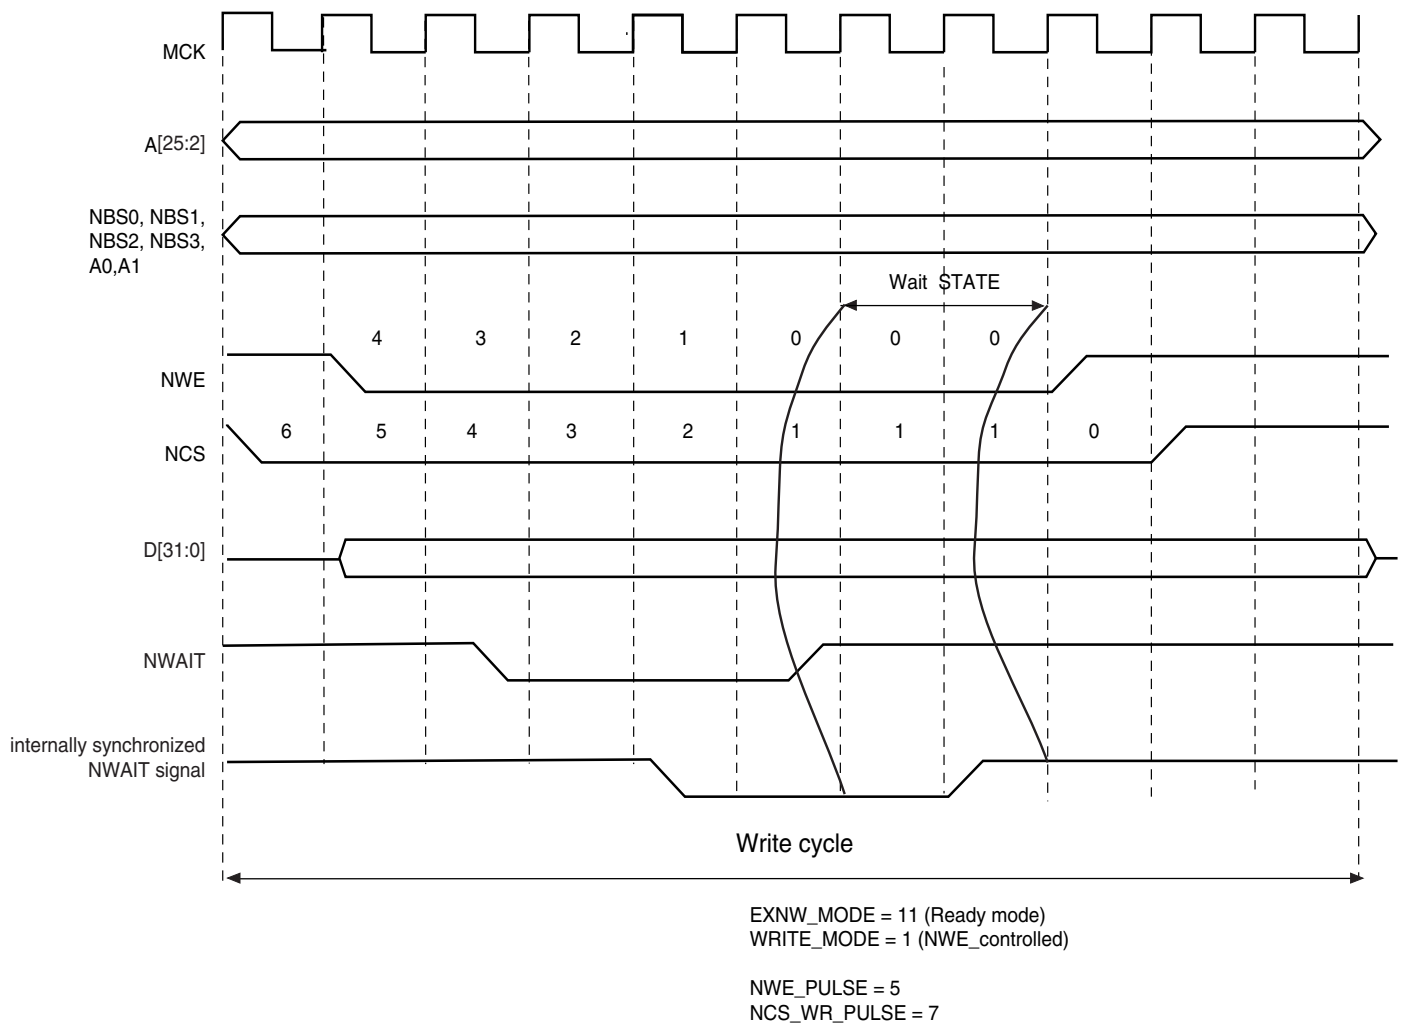 MCK
A[25:2]
NBS0, NBS1,
NBS2, NBS3,
A0,A1
Wait STATE
4 3 2 1 0 0 0
NWE
6 5 4 3 2 1 1 1 0
NCS
D[31:0]
NWAIT
internally synchronized
NWAIT signal
Write cycle
EXNW_MODE = 11 (Ready mode)
WRITE_MODE = 1 (NWE_controlled)
NWE_PULSE = 5
NCS_WR_PULSE = 7